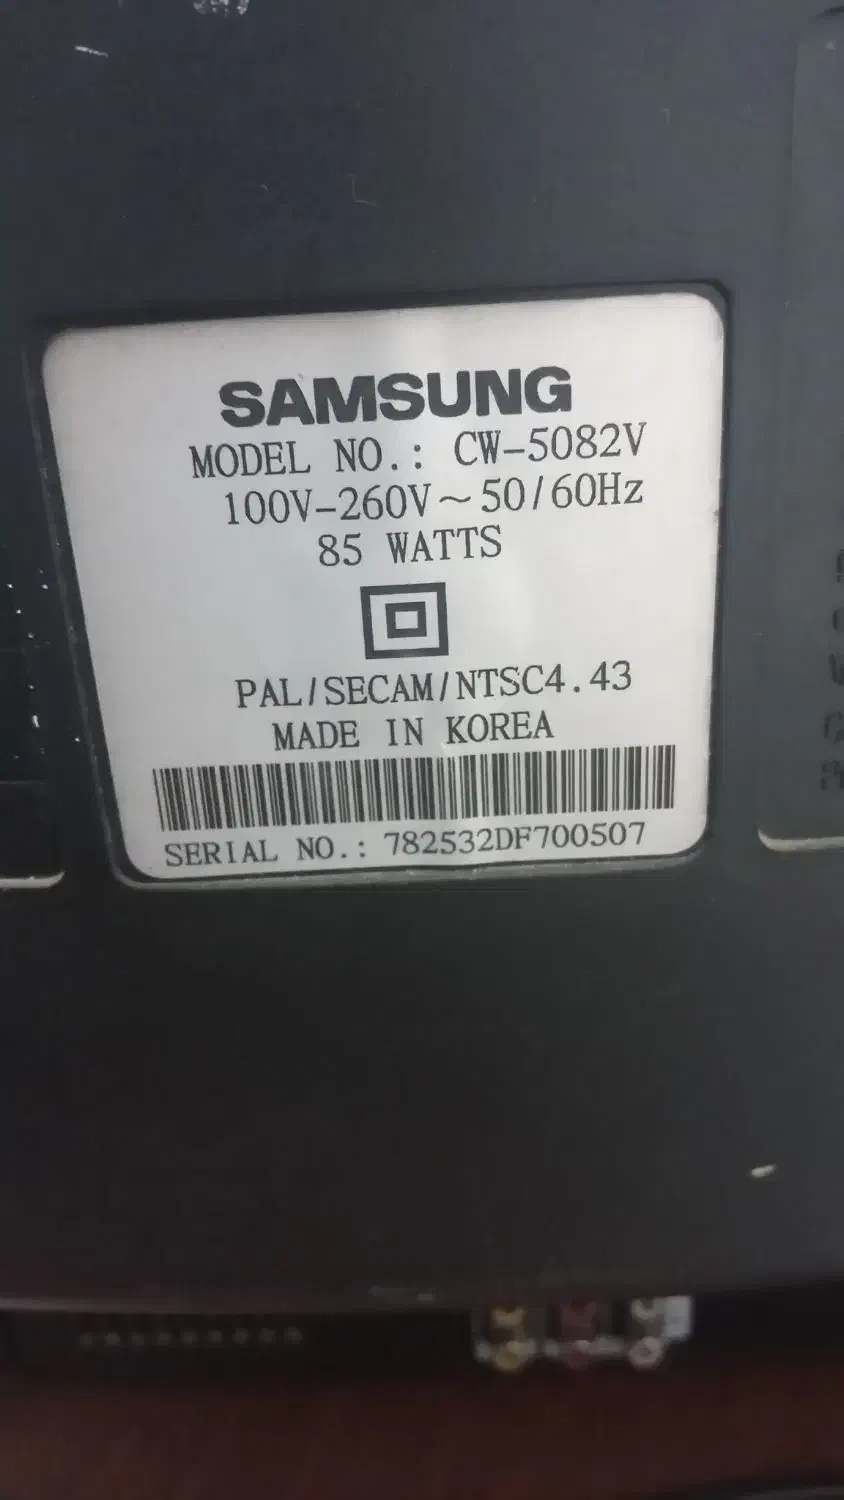 SAMSUNG
MODEL NO.: CW-5082V
100V-260V~50/60Hz
85 WATTS
PAL/SECAM/NTSC4.43
MADE IN KOREA
SERIAL NO.: 782532DF700507